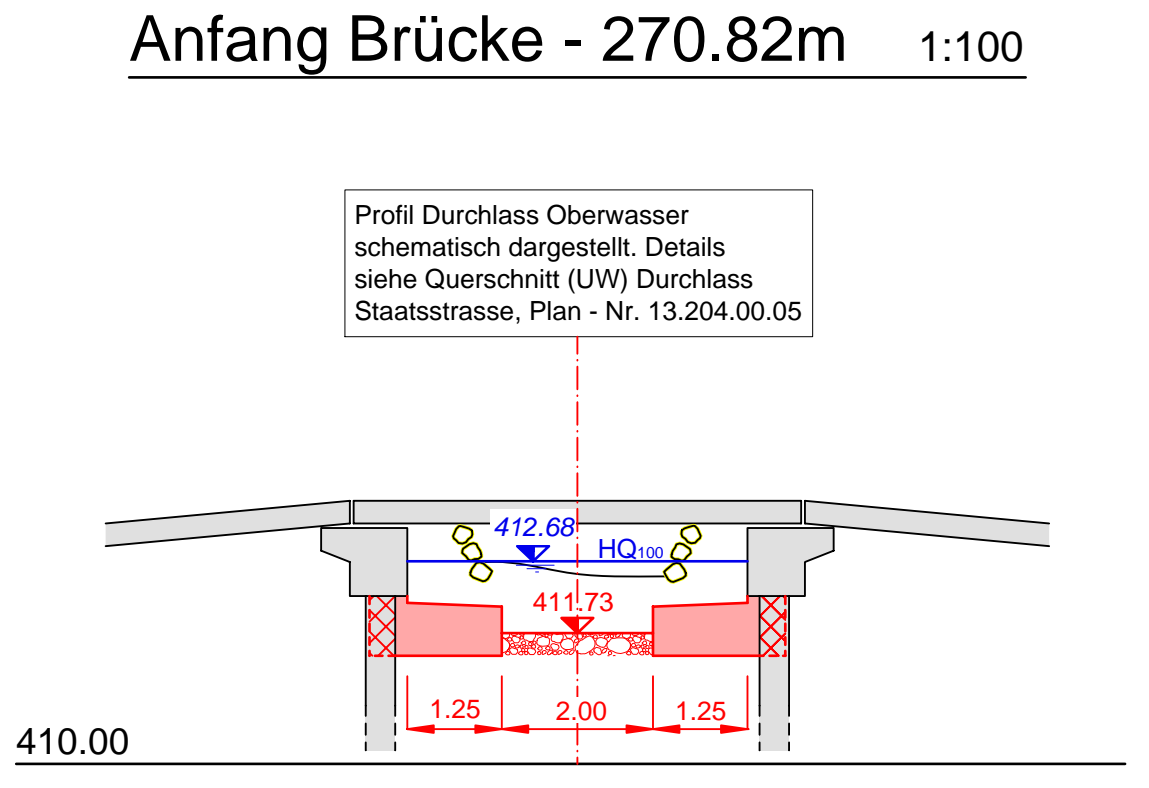 Anfang Brücke - 270.82m 1:100
Profil Durchlass Oberwasser
schematisch dargestellt. Details
siehe Querschnitt (UW) Durchlass
Staatsstrasse, Plan - Nr. 13.204.00.05
412.68
HQ100
411.73
1.25 2.00 1.25
410.00